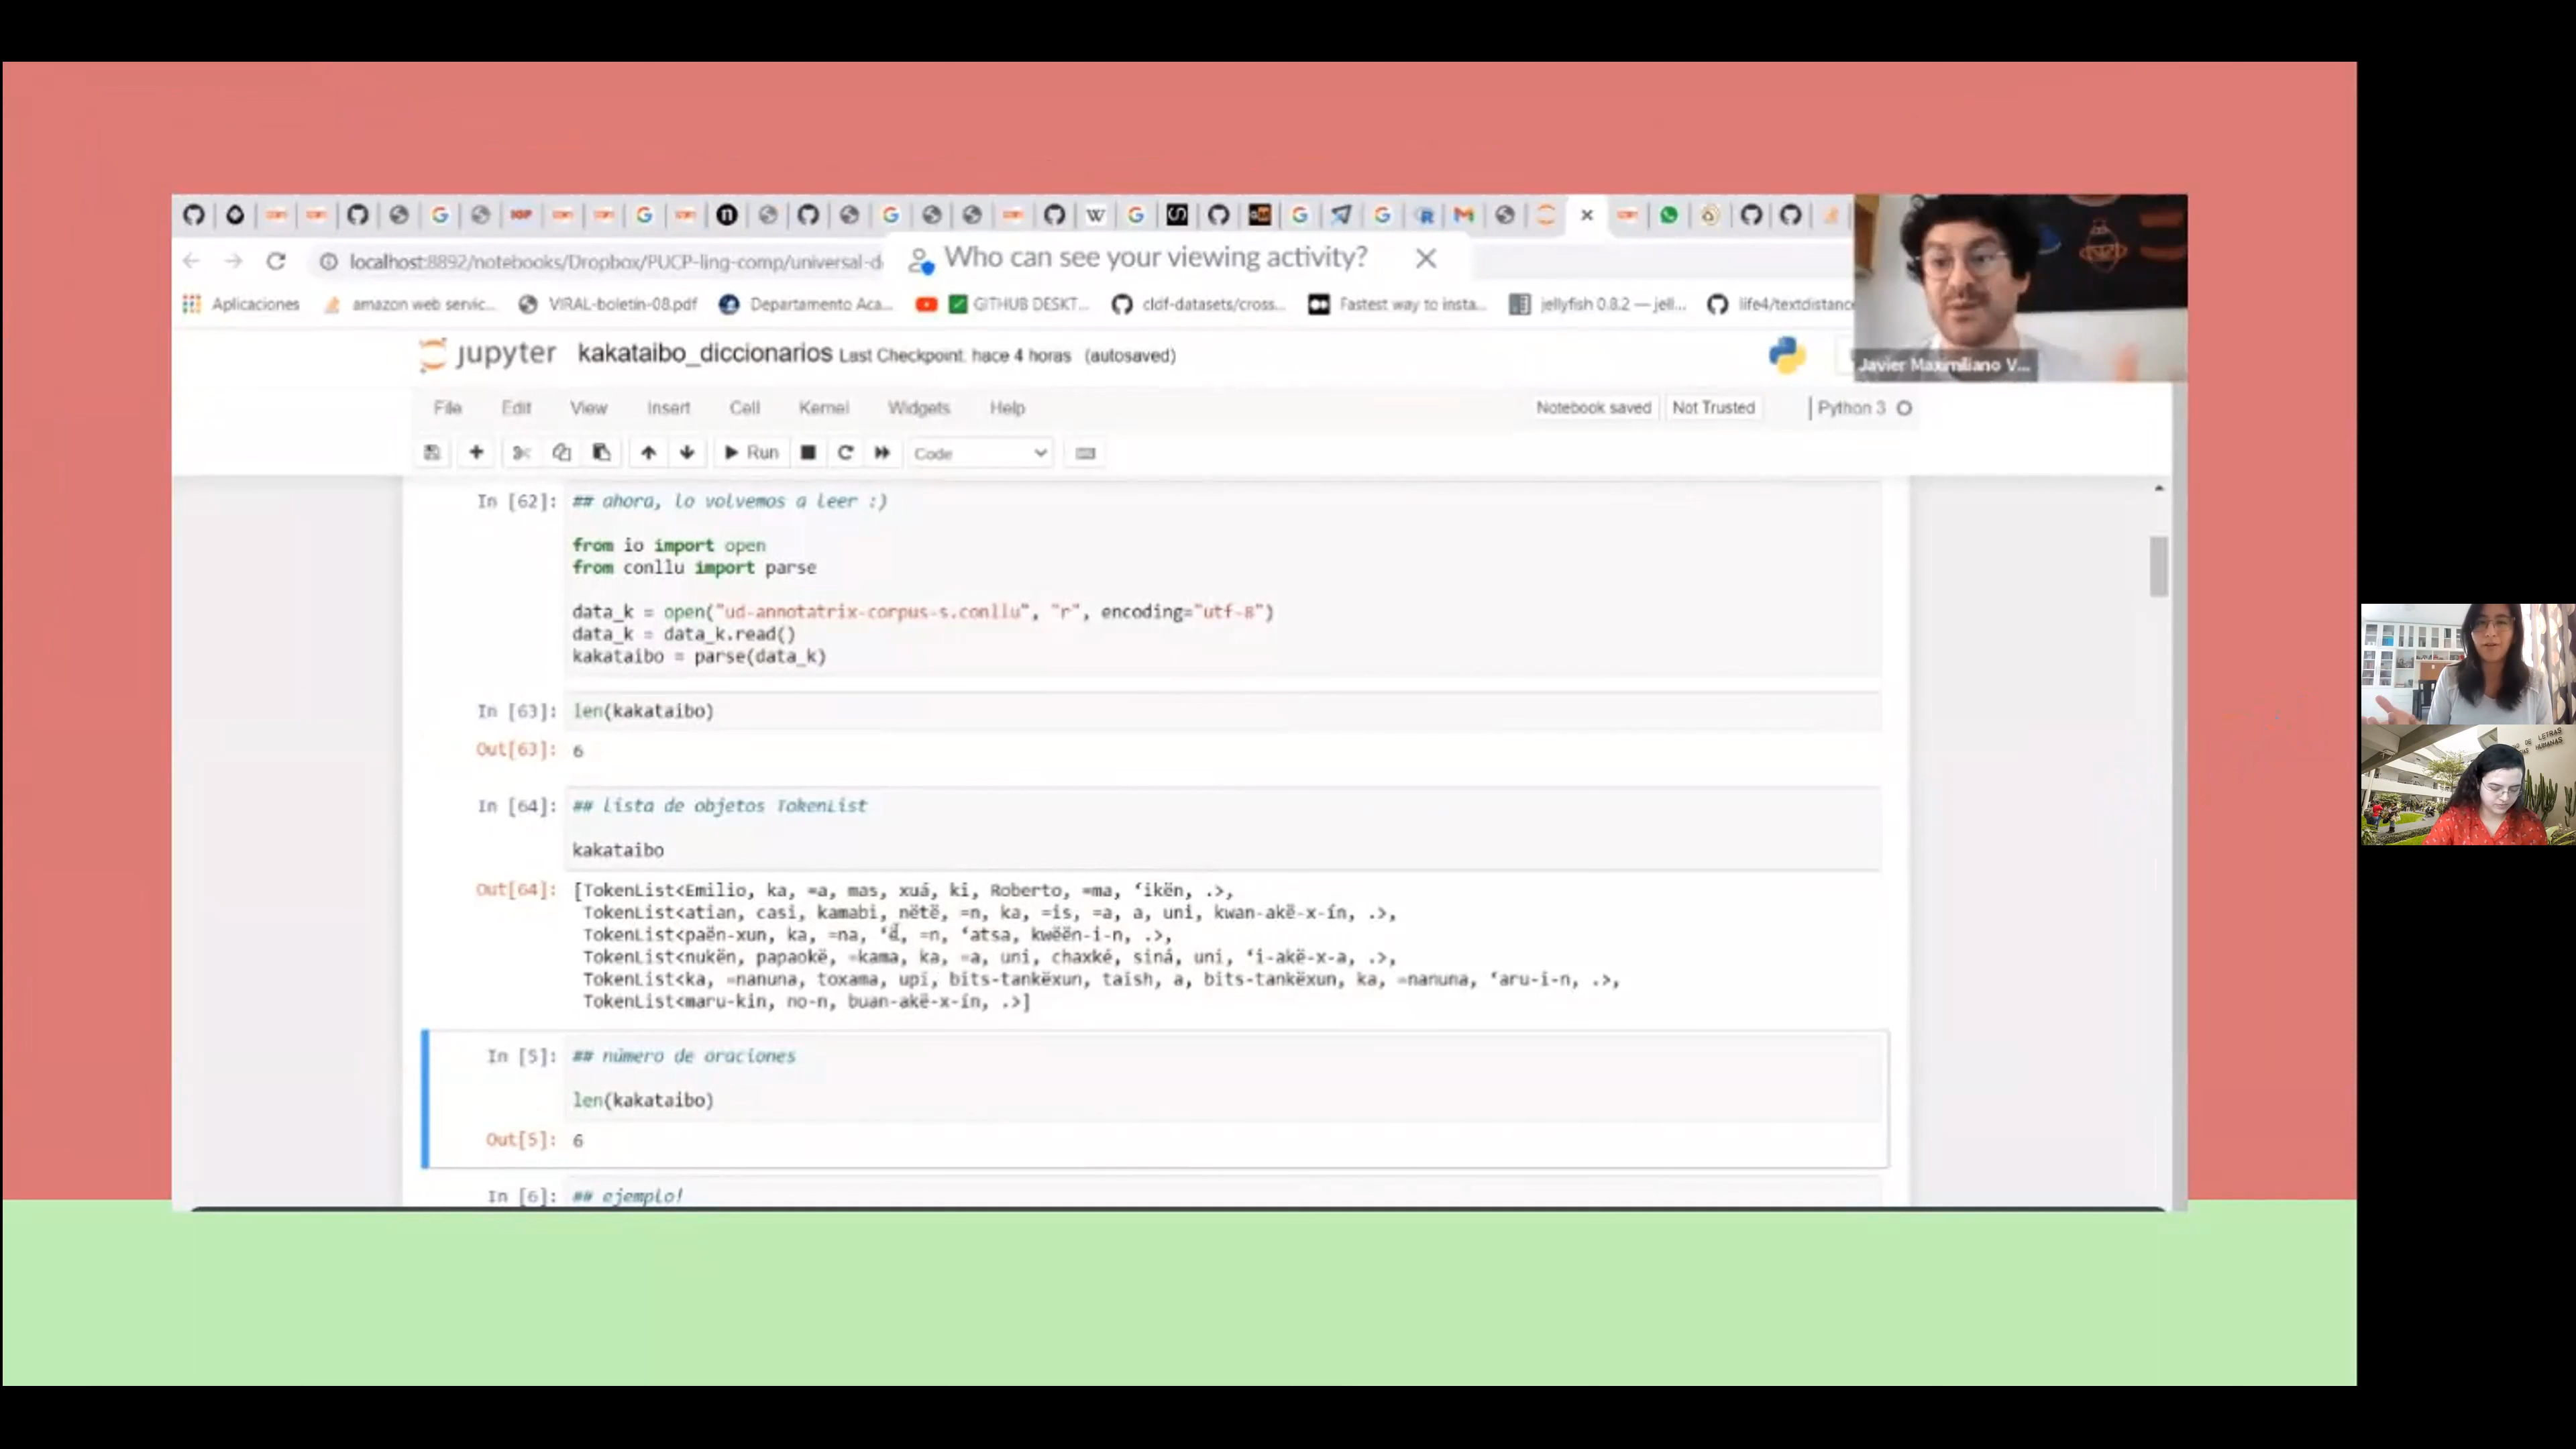 IGP
Who can see your viewing activity?
localhost:8892/notebooks/Dropbox/PUCP-ling-comp/universal-d
Aplicaciones
amazon web servic...
VIRAL-boletin-08.pdf
Departamento Aca...
GITHUB DESKT...
cldf-datasets/cross...
Fastest way to insta...
jellyfish 0.8.2 — jell...
life4/textdistance
Javier Maximiliano V...
jupyter kakataibo_diccionarios Last Checkpoint: hace 4 horas (autosaved)
File Edit View Insert Cell Kernel Widgets Help
Notebook saved Not Trusted Python 3
Run Code
In [62]: ## ahora, lo volvemos a leer :)
from io import open
from conllu import parse
data_k = open("ud-annotatrix-corpus-s.conllu", "r", encoding="utf-8")
data_k = data_k.read()
kakataibo = parse(data_k)
In [63]: len(kakataibo)
Out[63]: 6
In [64]: ## lista de objetos TokenList
kakataibo
Out[64]: [TokenList<Emilio, ka, =a, mas, xuá, ki, Roberto, =ma, ‘ikën, .>,
TokenList<atian, casi, kamabi, nëtë, =n, ka, =is, =a, a, uni, kwan-akë-x-ín, .>,
TokenList<paën-xun, ka, =na, =n, ‘atsa, kwëën-i-n, .>,
TokenList<nukën, papaokë, =kama, ka, =a, uni, chaxké, siná, uni, ‘i-akë-x-a, .>,
TokenList<ka, =nanuna, toxama, upí, bits-tankëxun, taish, a, bits-tankëxun, ka, =nanuna, ‘aru-i-n, .>,
TokenList<maru-kin, no-n, buan-akë-x-ín, .>]
In [5]: ## número de oraciones
len(kakataibo)
Out[5]: 6
In [6]: ## ejemplo!
DE LETRAS
HUMANAS